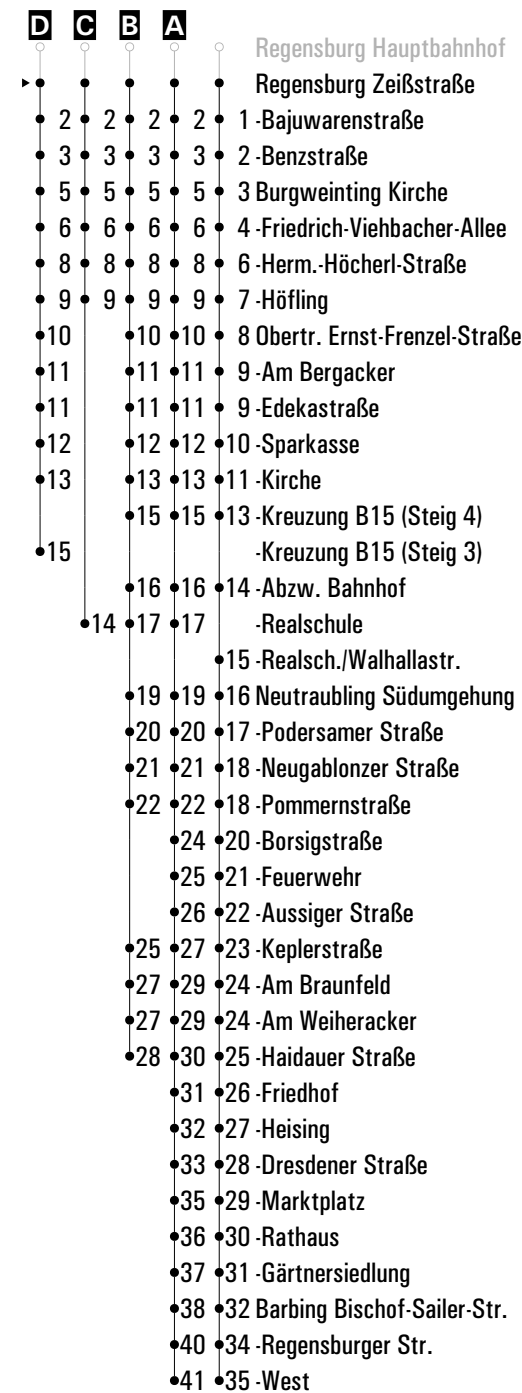 D C B A
Regensburg Hauptbahnhof
Regensburg Zeißstraße
2 2 2 2 1 -Bajuwarenstraße
3 3 3 3 2 -Benzstraße
5 5 5 5 3 Burgweinting Kirche
6 6 6 6 4 -Friedrich-Viehbacher-Allee
8 8 8 8 6 -Herm.-Höcherl-Straße
9 9 9 9 7 -Höfling
10 10 10 8 Obertr. Ernst-Frenzel-Straße
11 11 11 9 -Am Bergacker
11 11 11 9 -Edekastraße
12 12 12 10 -Sparkasse
13 13 13 11 -Kirche
15 15 13 -Kreuzung B15 (Steig 4)
15 -Kreuzung B15 (Steig 3)
16 16 14 -Abzw. Bahnhof
14 17 17 -Realschule
15 -Realsch./Walhallastr.
19 19 16 Neutraubling Südumgehung
20 20 17 -Podersamer Straße
21 21 18 -Neugablonzer Straße
22 22 18 -Pommernstraße
24 20 -Borsigstraße
25 21 -Feuerwehr
26 22 -Aussiger Straße
25 27 23 -Keplerstraße
27 29 24 -Am Braunfeld
27 29 24 -Am Weiheracker
28 30 25 -Haidauer Straße
31 26 -Friedhof
32 27 -Heising
33 28 -Dresdener Straße
35 29 -Marktplatz
36 30 -Rathaus
37 31 -Gärtnersiedlung
38 32 Barbing Bischof-Sailer-Str.
40 34 -Regensburger Str.
41 35 -West